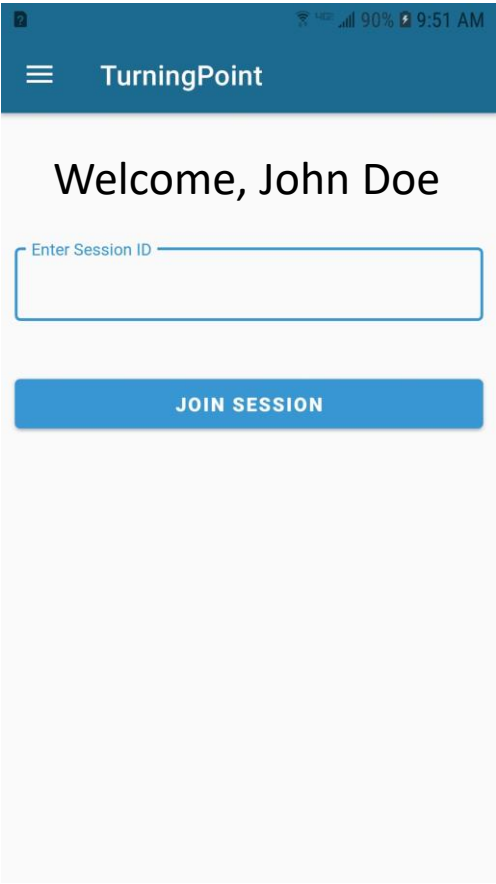 90% 9:51 AM
TurningPoint
Welcome, John Doe
Enter Session ID
JOIN SESSION